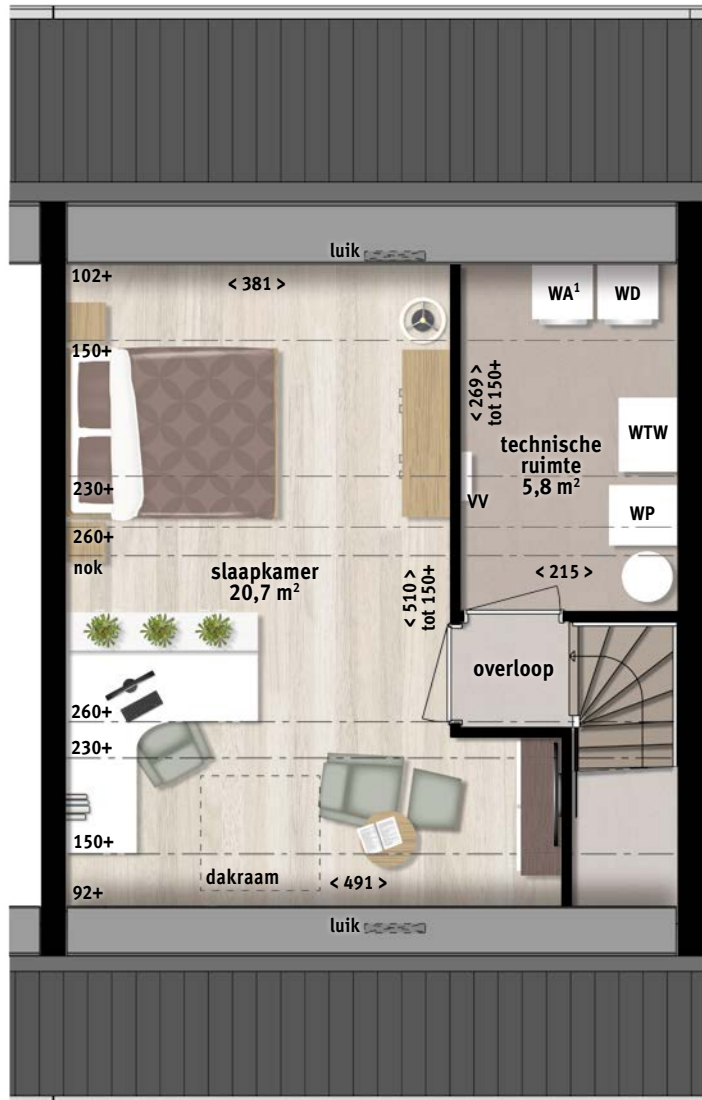 luik
102+
< 381 >
WA¹
WD
150+
< 269 >
tot 150+
technische
ruimte
5,8 m²
WTW
230+
VV
WP
260+
nok
slaapkamer
20,7 m²
< 510 >
tot 150+
< 215 >
overloop
260+
230+
150+
dakraam
< 491 >
92+
luik